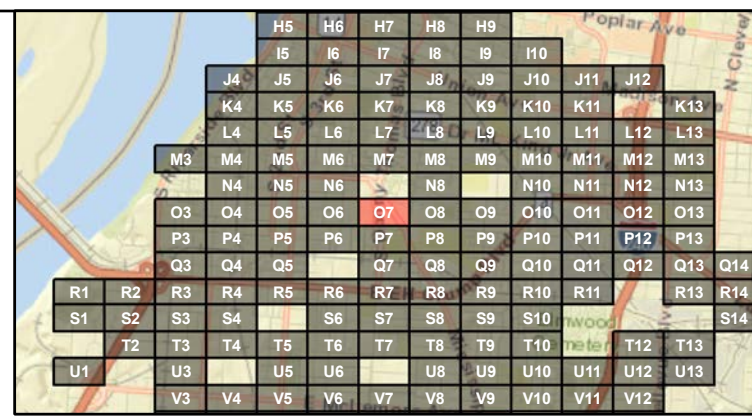 H5 H6 H7 H8 H9 Poplar Ave
I5 I6 I7 I8 I9 I10 N Clevel
J4 J5 J6 J7 J8 J9 J10 J11 J12
K4 K5 K6 K7 K8 K9 K10 K11 K13
L4 L5 L6 L7 L8 L9 L10 L11 L12 L13
M3 M4 M5 M6 M7 M8 M9 M10 M11 M12 M13
N4 N5 N6 N8 N10 N11 N12 N13
O3 O4 O5 O6 O7 O8 O9 O10 O11 O12 O13
P3 P4 P5 P6 P7 P8 P9 P10 P11 P12 P13
Q3 Q4 Q5 Q7 Q8 Q9 Q10 Q11 Q12 Q13 Q14
R1 R2 R3 R4 R5 R6 R7 R8 R9 R10 R11 R13 R14
S1 S2 S3 S4 S6 S7 S8 S9 S10 S14
T2 T3 T4 T5 T6 T7 T8 T9 T10 T12 T13
U1 U3 U5 U6 U8 U9 U10 U11 U12 U13
V3 V4 V5 V6 V7 V8 V9 V10 V11 V12